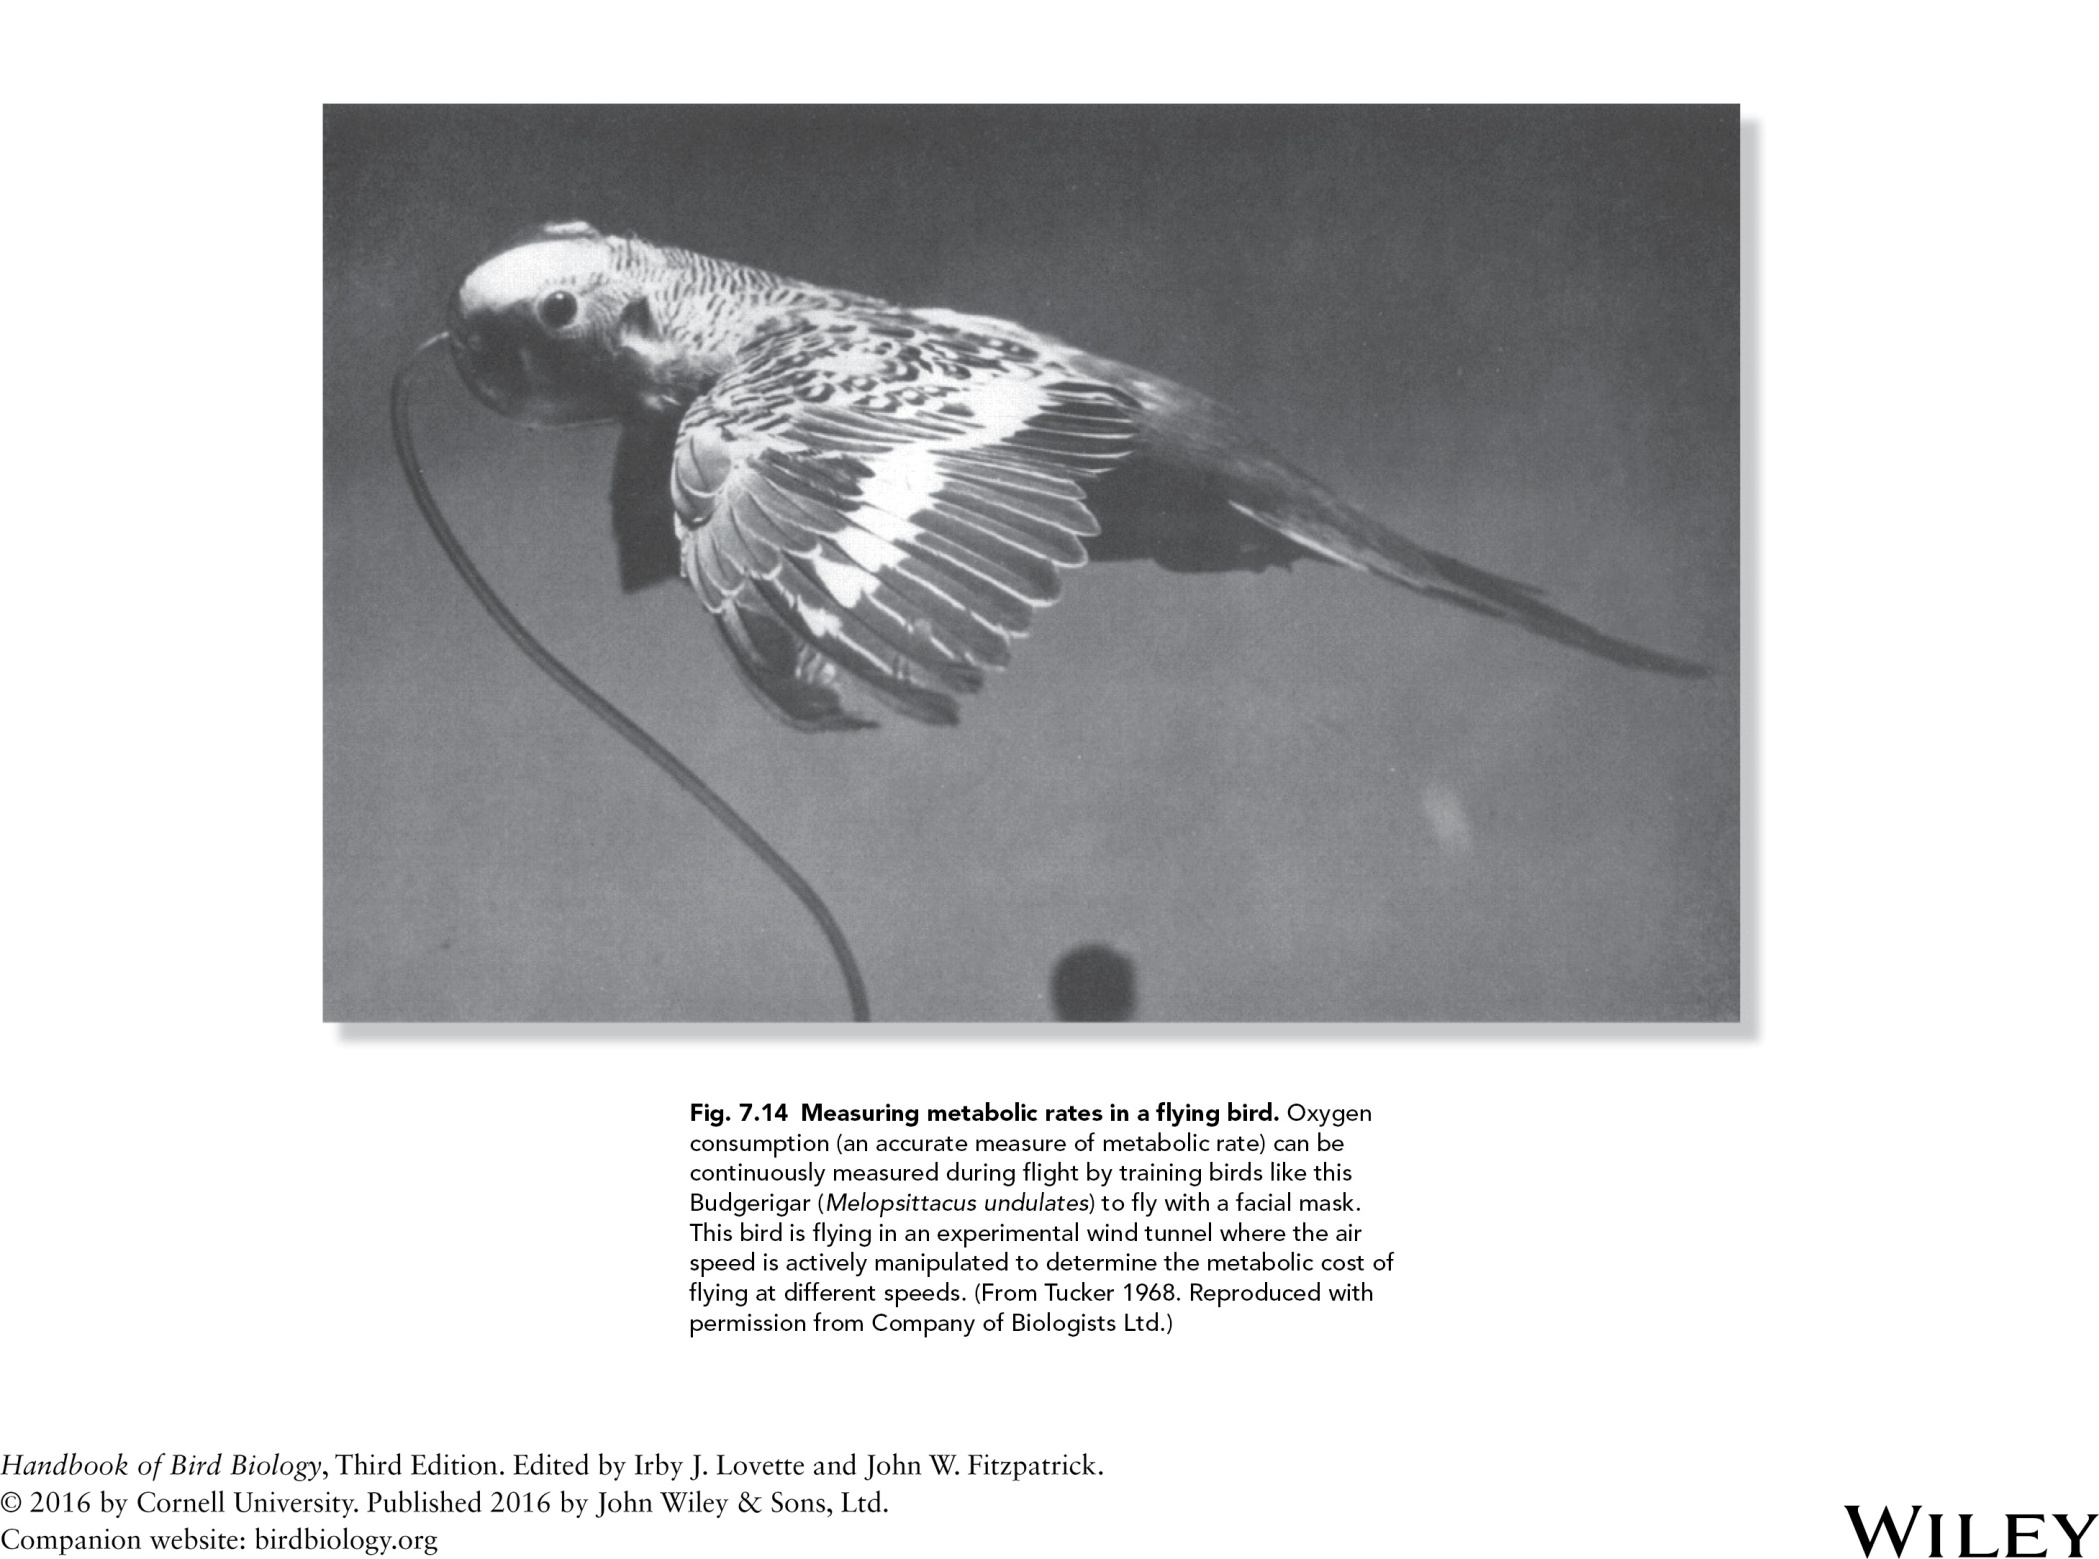 Fig. 7.14 Measuring metabolic rates in a flying bird. Oxygen
consumption (an accurate measure of metabolic rate) can be
continuously measured during flight by training birds like this
Budgerigar (Melopsittacus undulates) to fly with a facial mask.
This bird is flying in an experimental wind tunnel where the air
speed is actively manipulated to determine the metabolic cost of
flying at different speeds. (From Tucker 1968. Reproduced with
permission from Company of Biologists Ltd.)
Handbook of Bird Biology, Third Edition. Edited by Irby J. Lovette and John W. Fitzpatrick.
© 2016 by Cornell University. Published 2016 by John Wiley & Sons, Ltd.
Companion website: birdbiology.org
WILEY